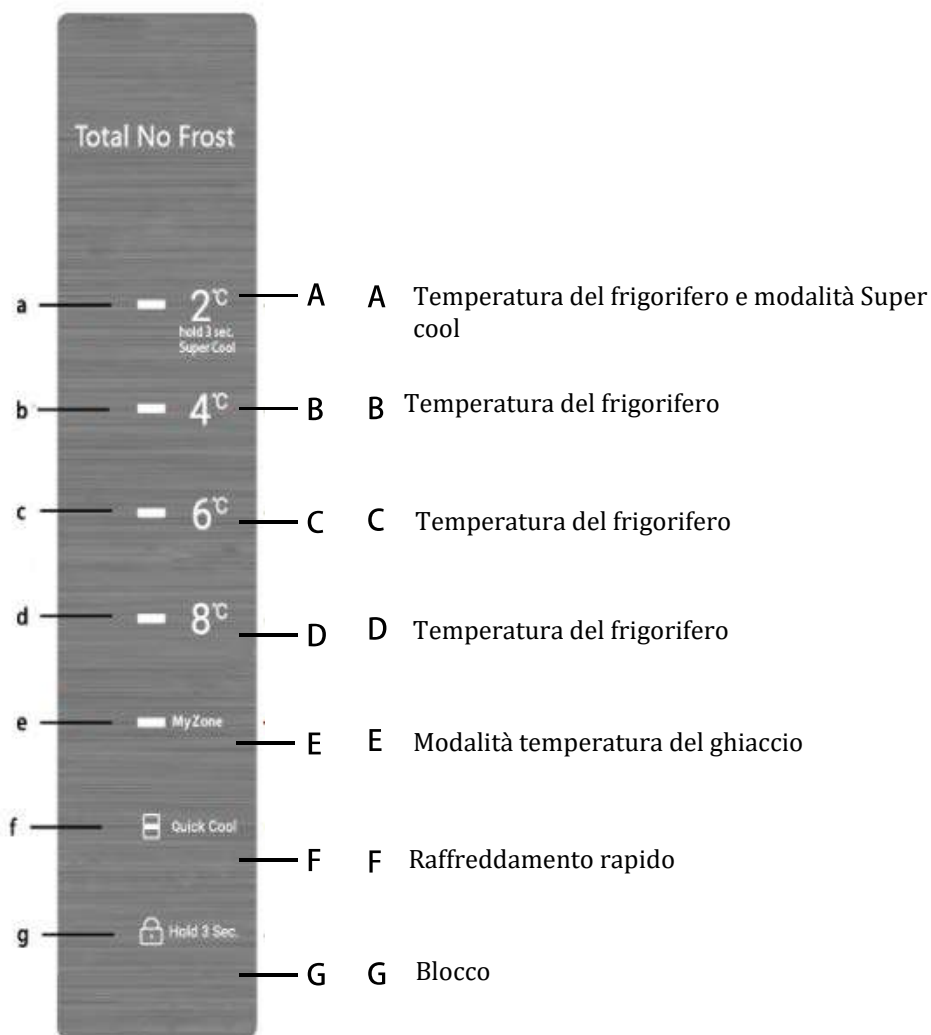 Total No Frost
a 2°C A A Temperatura del frigorifero e modalità Super
cool
hold 3 sec.
Super Cool
b 4°C B B Temperatura del frigorifero
c 6°C C C Temperatura del frigorifero
d 8°C D D Temperatura del frigorifero
e MyZone E E Modalità temperatura del ghiaccio
f Quick Cool F F Raffreddamento rapido
g Hold 3 Sec. G G Blocco